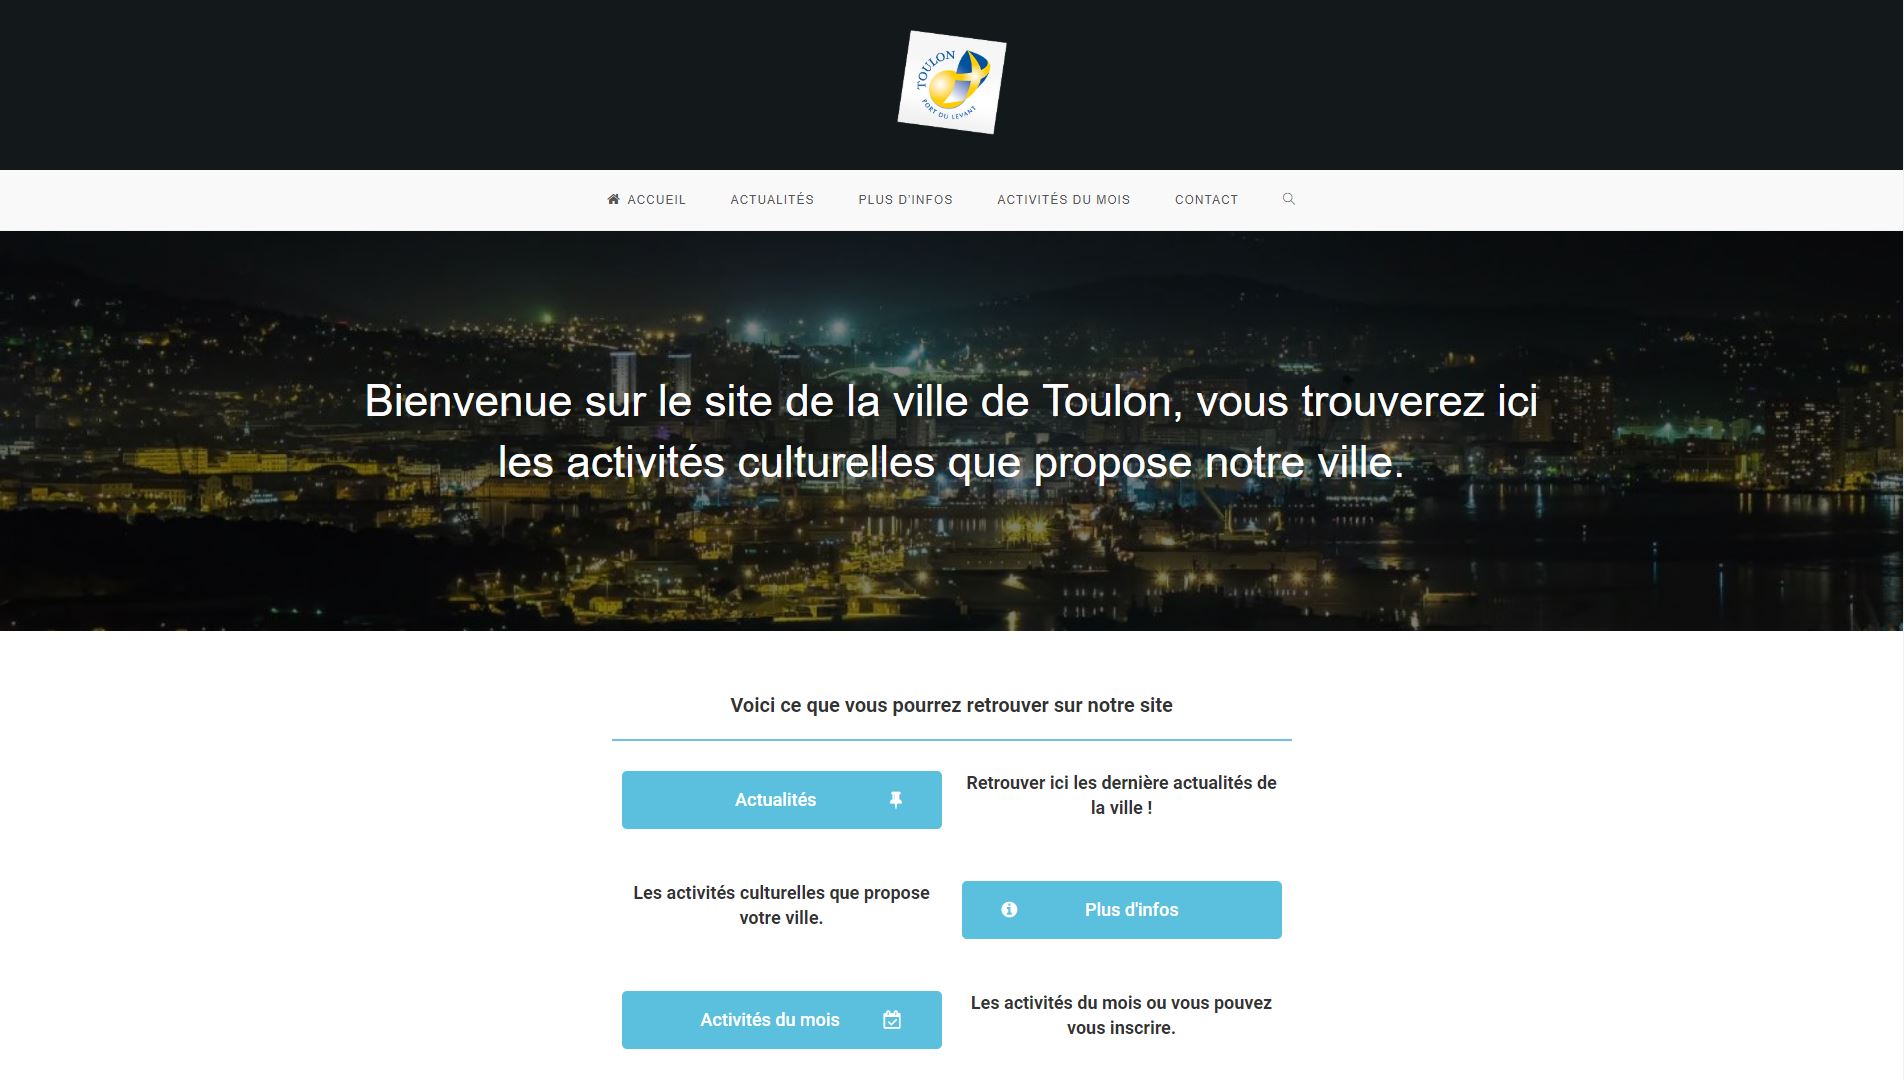 TOULON
PORT DU LEVANT
ACCUEIL
ACTUALITÉS
PLUS D'INFOS
ACTIVITÉS DU MOIS
CONTACT
Bienvenue sur le site de la ville de Toulon, vous trouverez ici
les activités culturelles que propose notre ville.
Voici ce que vous pourrez retrouver sur notre site
Actualités
Retrouver ici les dernière actualités de
la ville !
Les activités culturelles que propose
votre ville.
Plus d'infos
Activités du mois
Les activités du mois ou vous pouvez
vous inscrire.